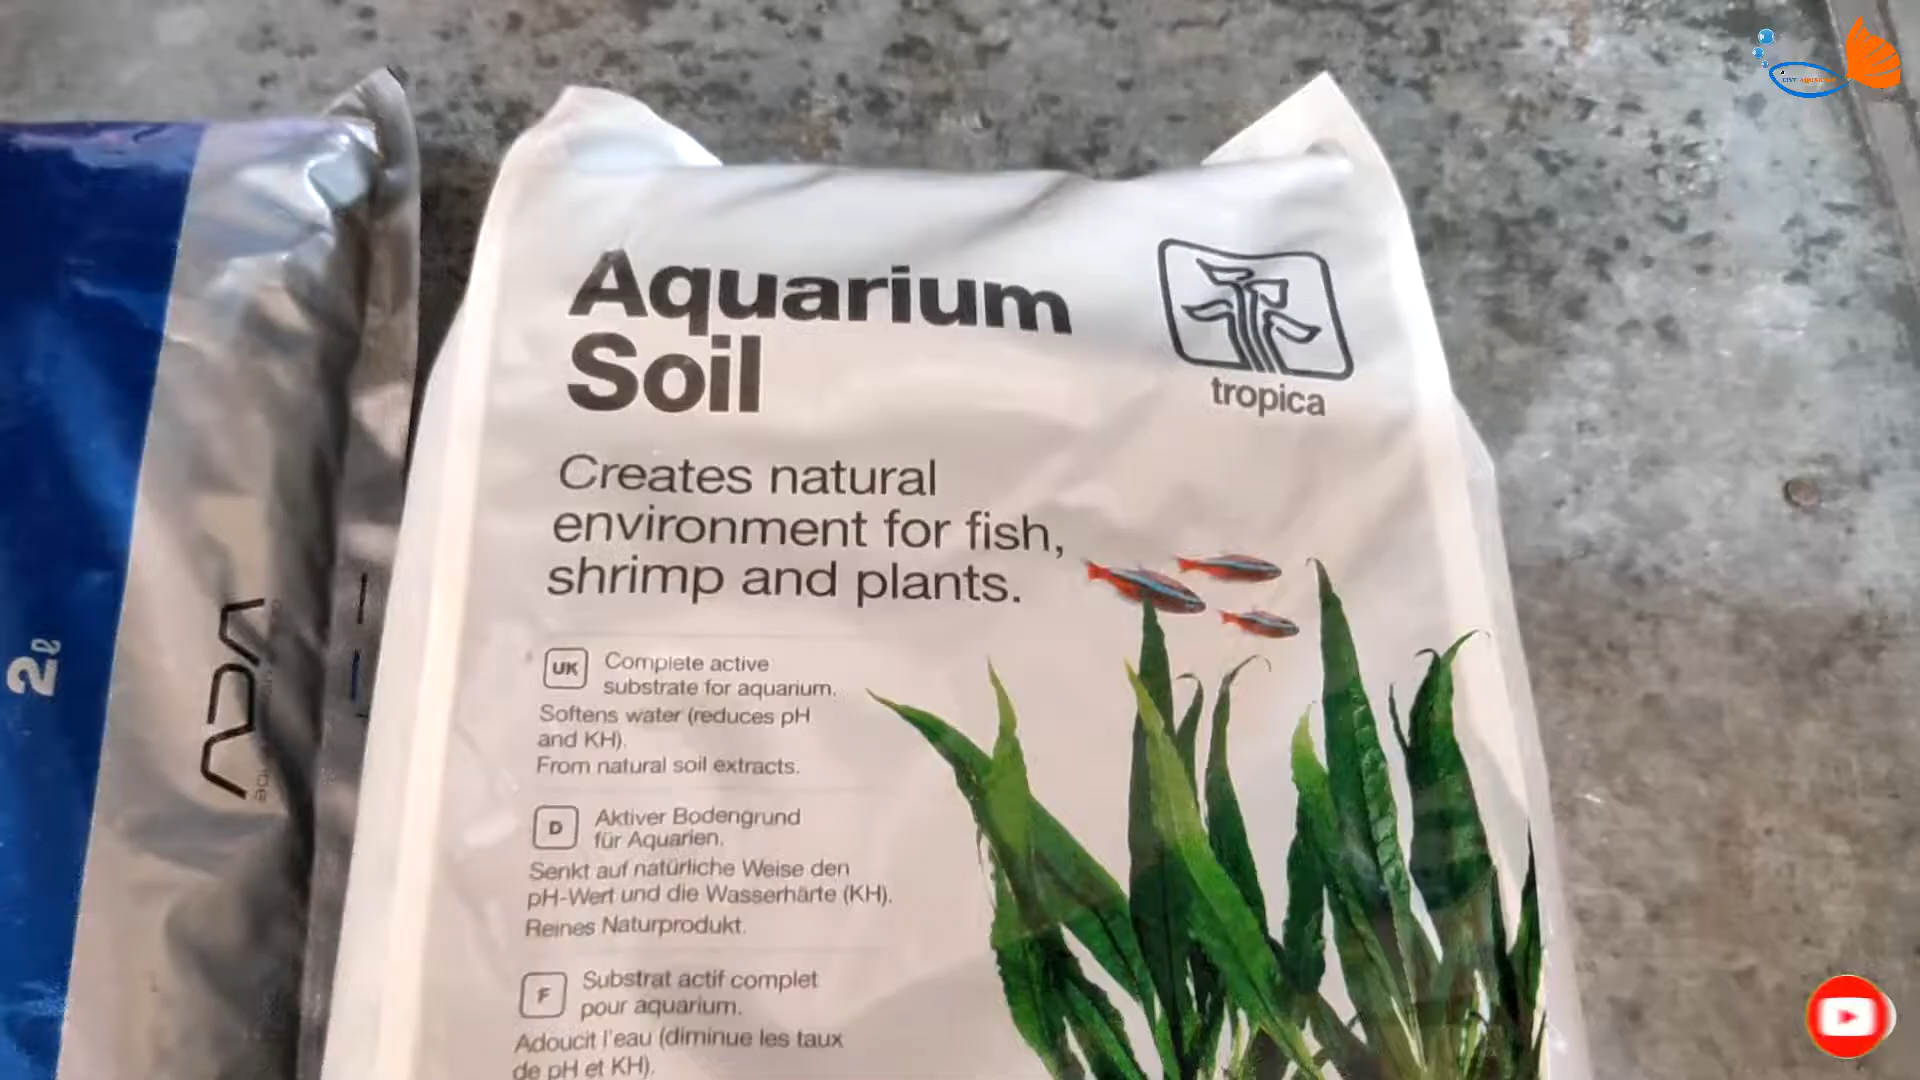 Aquarium
Soil
tropica
Creates natural
environment for fish,
shrimp and plants.
UK
Complete active
substrate for aquarium.
Softens water (reduces pH
and KH).
From natural soil extracts.
D
Aktiver Bodengrund
für Aquarien.
Senkt auf natürliche Weise den
pH-Wert und die Wasserhärte (KH).
Reines Naturprodukt.
F
Substrat actif complet
pour aquarium.
Adoucit l'eau (diminue les taux
de pH et KH).
2ℓ
ADA